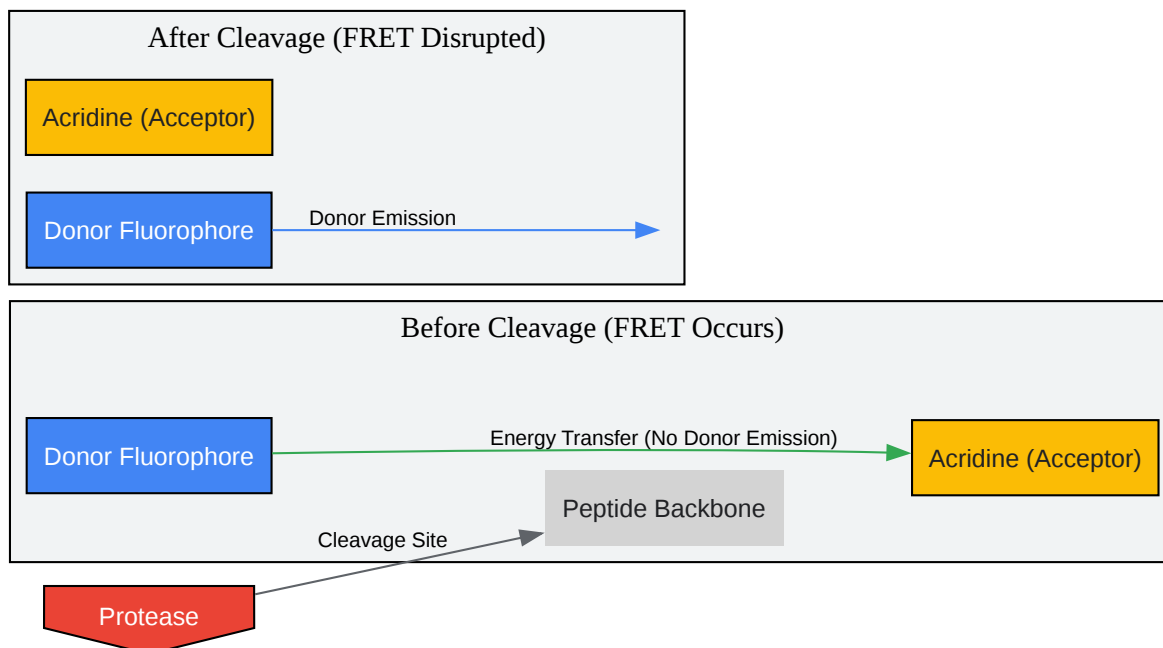 After Cleavage (FRET Disrupted)
Acridine (Acceptor)
Donor Fluorophore
Donor Emission
Before Cleavage (FRET Occurs)
Donor Fluorophore
Energy Transfer (No Donor Emission)
Acridine (Acceptor)
Peptide Backbone
Cleavage Site
Protease